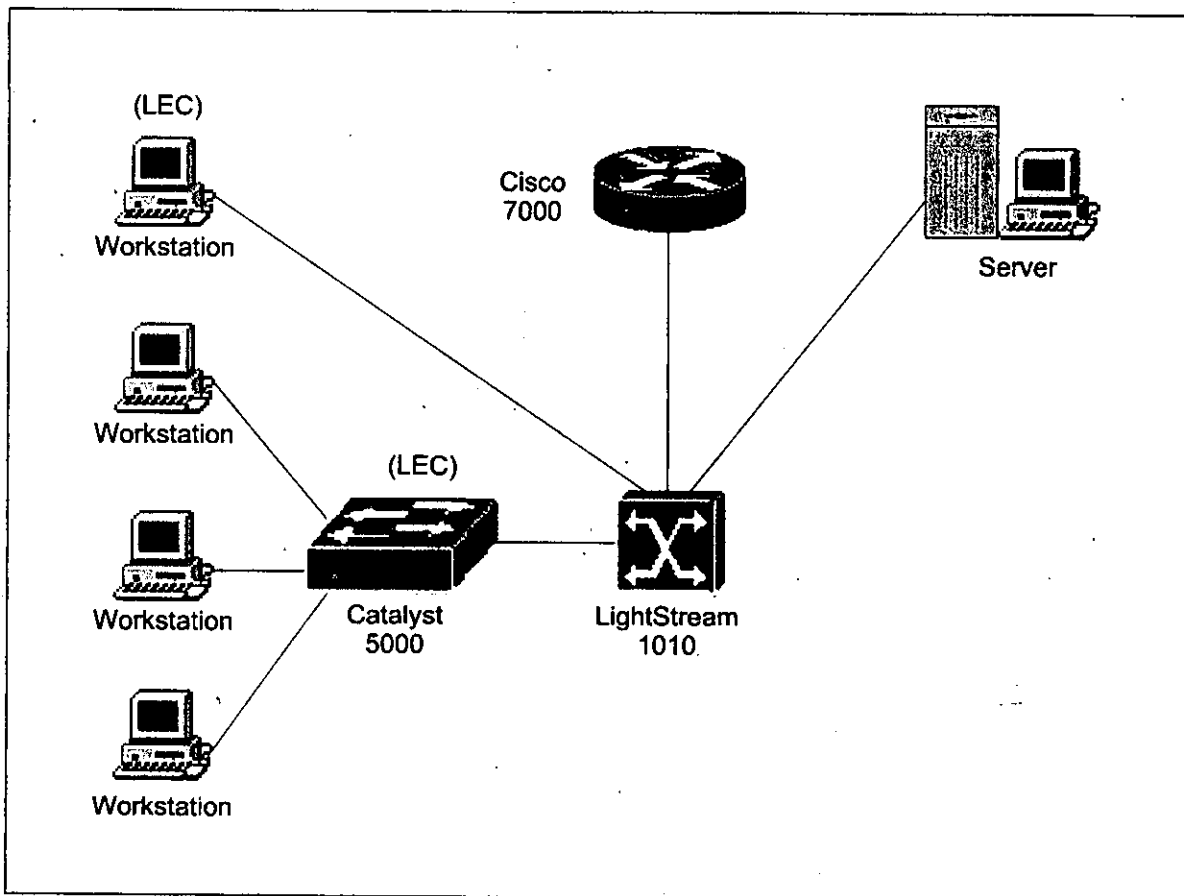 (LEC)
Workstation
Cisco
7000
Server
Workstation
(LEC)
Workstation
Catalyst
5000
LightStream
1010
Workstation